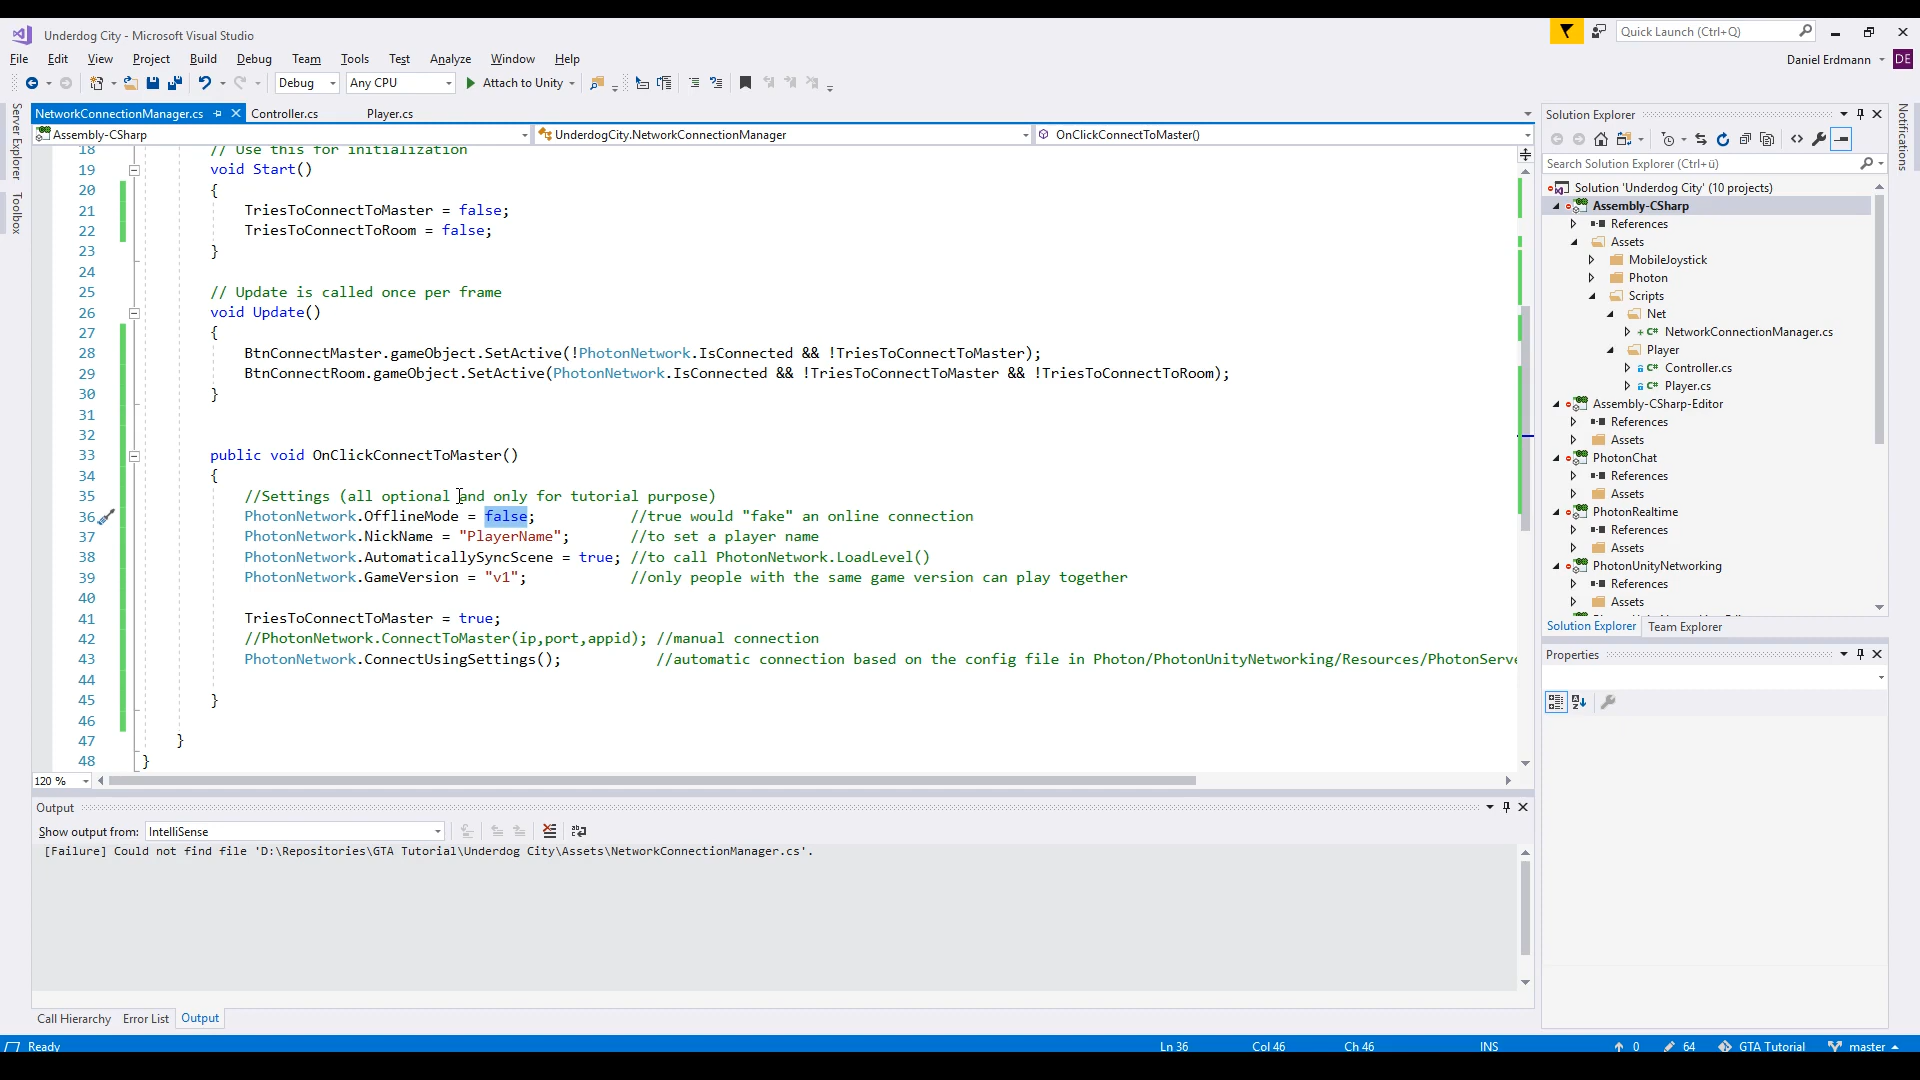 Underdog City - Microsoft Visual Studio
Quick Launch (Ctrl+Q)
File Edit View Project Build Debug Team Tools Test Analyze Window Help
Daniel Erdmann DE
Debug Any CPU Attach to Unity
Server Explorer
Toolbox
Notifications
NetworkConnectionManager.cs Controller.cs Player.cs
Assembly-CSharp UnderdogCity.NetworkConnectionManager OnClickConnectToMaster()
18 // Use this for initialization
19 void Start()
20 {
21 TriesToConnectToMaster = false;
22 TriesToConnectToRoom = false;
23 }
24
25 // Update is called once per frame
26 void Update()
27 {
28 BtnConnectMaster.gameObject.SetActive(!PhotonNetwork.IsConnected && !TriesToConnectToMaster);
29 BtnConnectRoom.gameObject.SetActive(PhotonNetwork.IsConnected && !TriesToConnectToMaster && !TriesToConnectToRoom);
30 }
31
32
33 public void OnClickConnectToMaster()
34 {
35 //Settings (all optional and only for tutorial purpose)
36 PhotonNetwork.OfflineMode = false; //true would "fake" an online connection
37 PhotonNetwork.NickName = "PlayerName"; //to set a player name
38 PhotonNetwork.AutomaticallySyncScene = true; //to call PhotonNetwork.LoadLevel()
39 PhotonNetwork.GameVersion = "v1"; //only people with the same game version can play together
40
41 TriesToConnectToMaster = true;
42 //PhotonNetwork.ConnectToMaster(ip,port,appid); //manual connection
43 PhotonNetwork.ConnectUsingSettings(); //automatic connection based on the config file in Photon/PhotonUnityNetworking/Resources/PhotonServe
44
45 }
46
47 }
48 }
120 %
Output
Show output from: IntelliSense
[Failure] Could not find file 'D:\Repositories\GTA Tutorial\Underdog City\Assets\NetworkConnectionManager.cs'.
Call Hierarchy Error List Output
Solution Explorer
Search Solution Explorer (Ctrl+ü)
Solution 'Underdog City' (10 projects)
Assembly-CSharp
References
Assets
MobileJoystick
Photon
Scripts
Net
NetworkConnectionManager.cs
Player
Controller.cs
Player.cs
Assembly-CSharp-Editor
References
Assets
PhotonChat
References
Assets
PhotonRealtime
References
Assets
PhotonUnityNetworking
References
Assets
Solution Explorer Team Explorer
Properties
Ready Ln 36 Col 46 Ch 46 INS 0 64 GTA Tutorial master